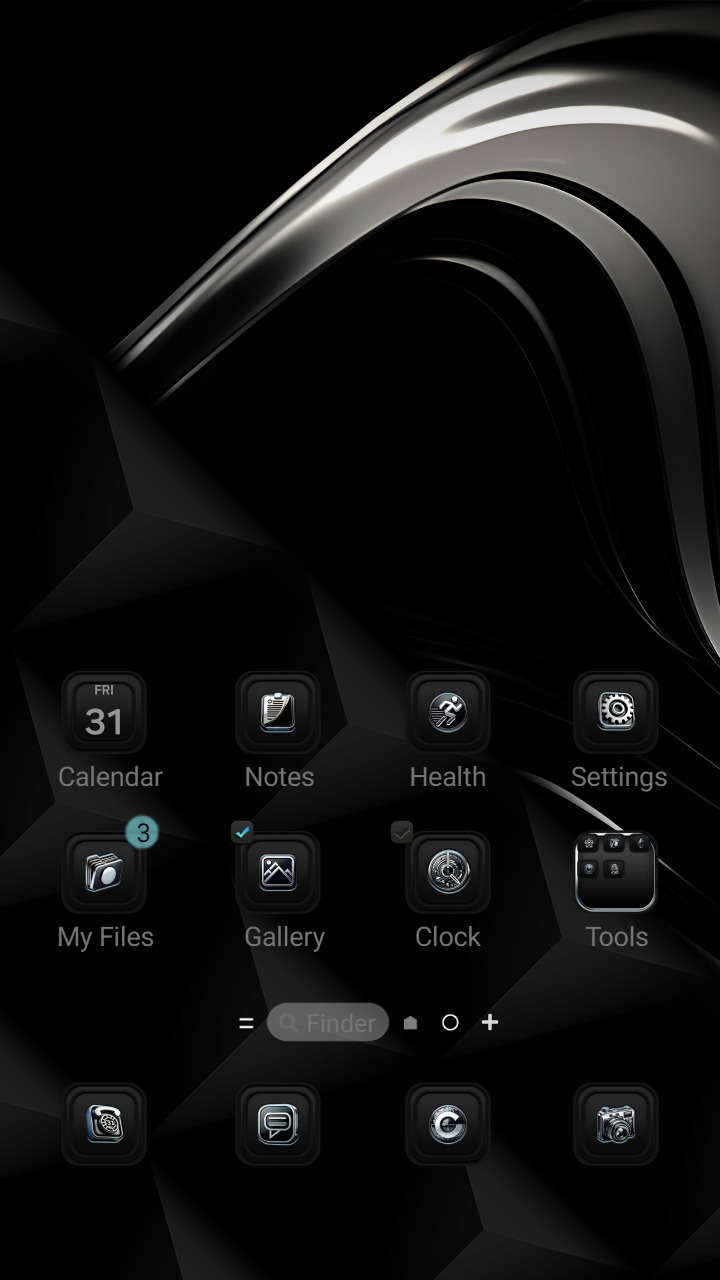 FRI
31
Calendar
Notes
Health
Settings
3
My Files
Gallery
Clock
Tools
Finder